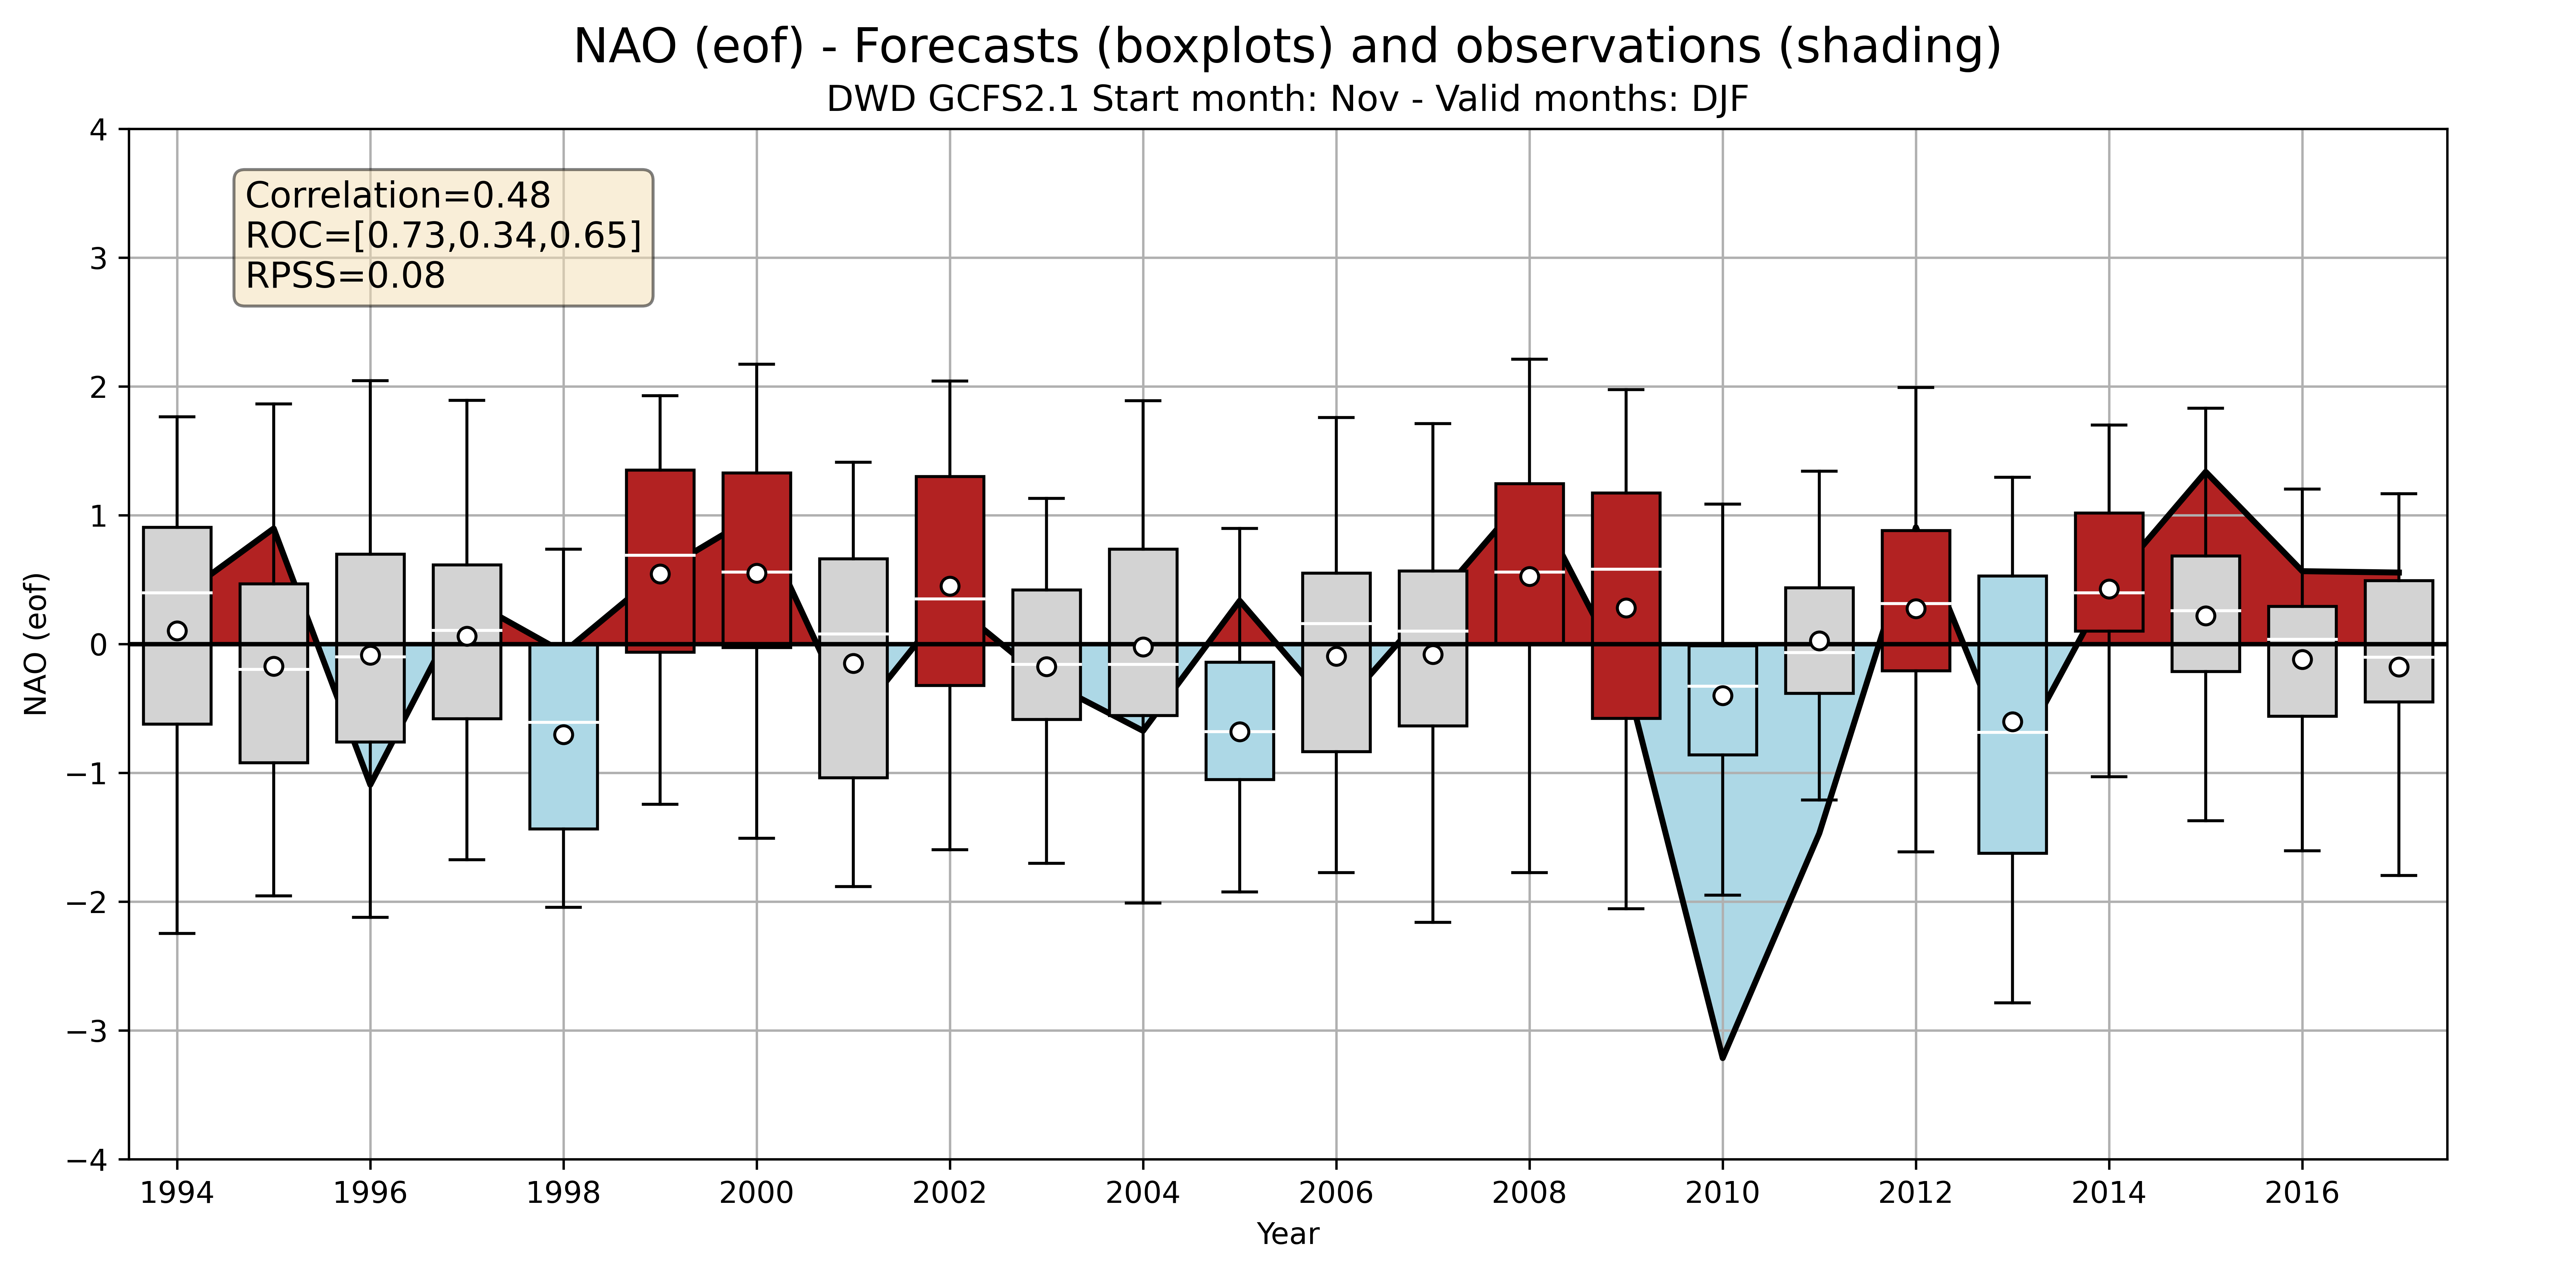 NAO (eof) - Forecasts (boxplots) and observations (shading)
DWD GCFS2.1 Start month: Nov - Valid months: DJF
Correlation=0.48
ROC=[0.73,0.34,0.65]
RPSS=0.08
4
3
2
1
0
−1
−2
−3
−4
NAO (eof)
1994 1996 1998 2000 2002 2004 2006 2008 2010 2012 2014 2016
Year